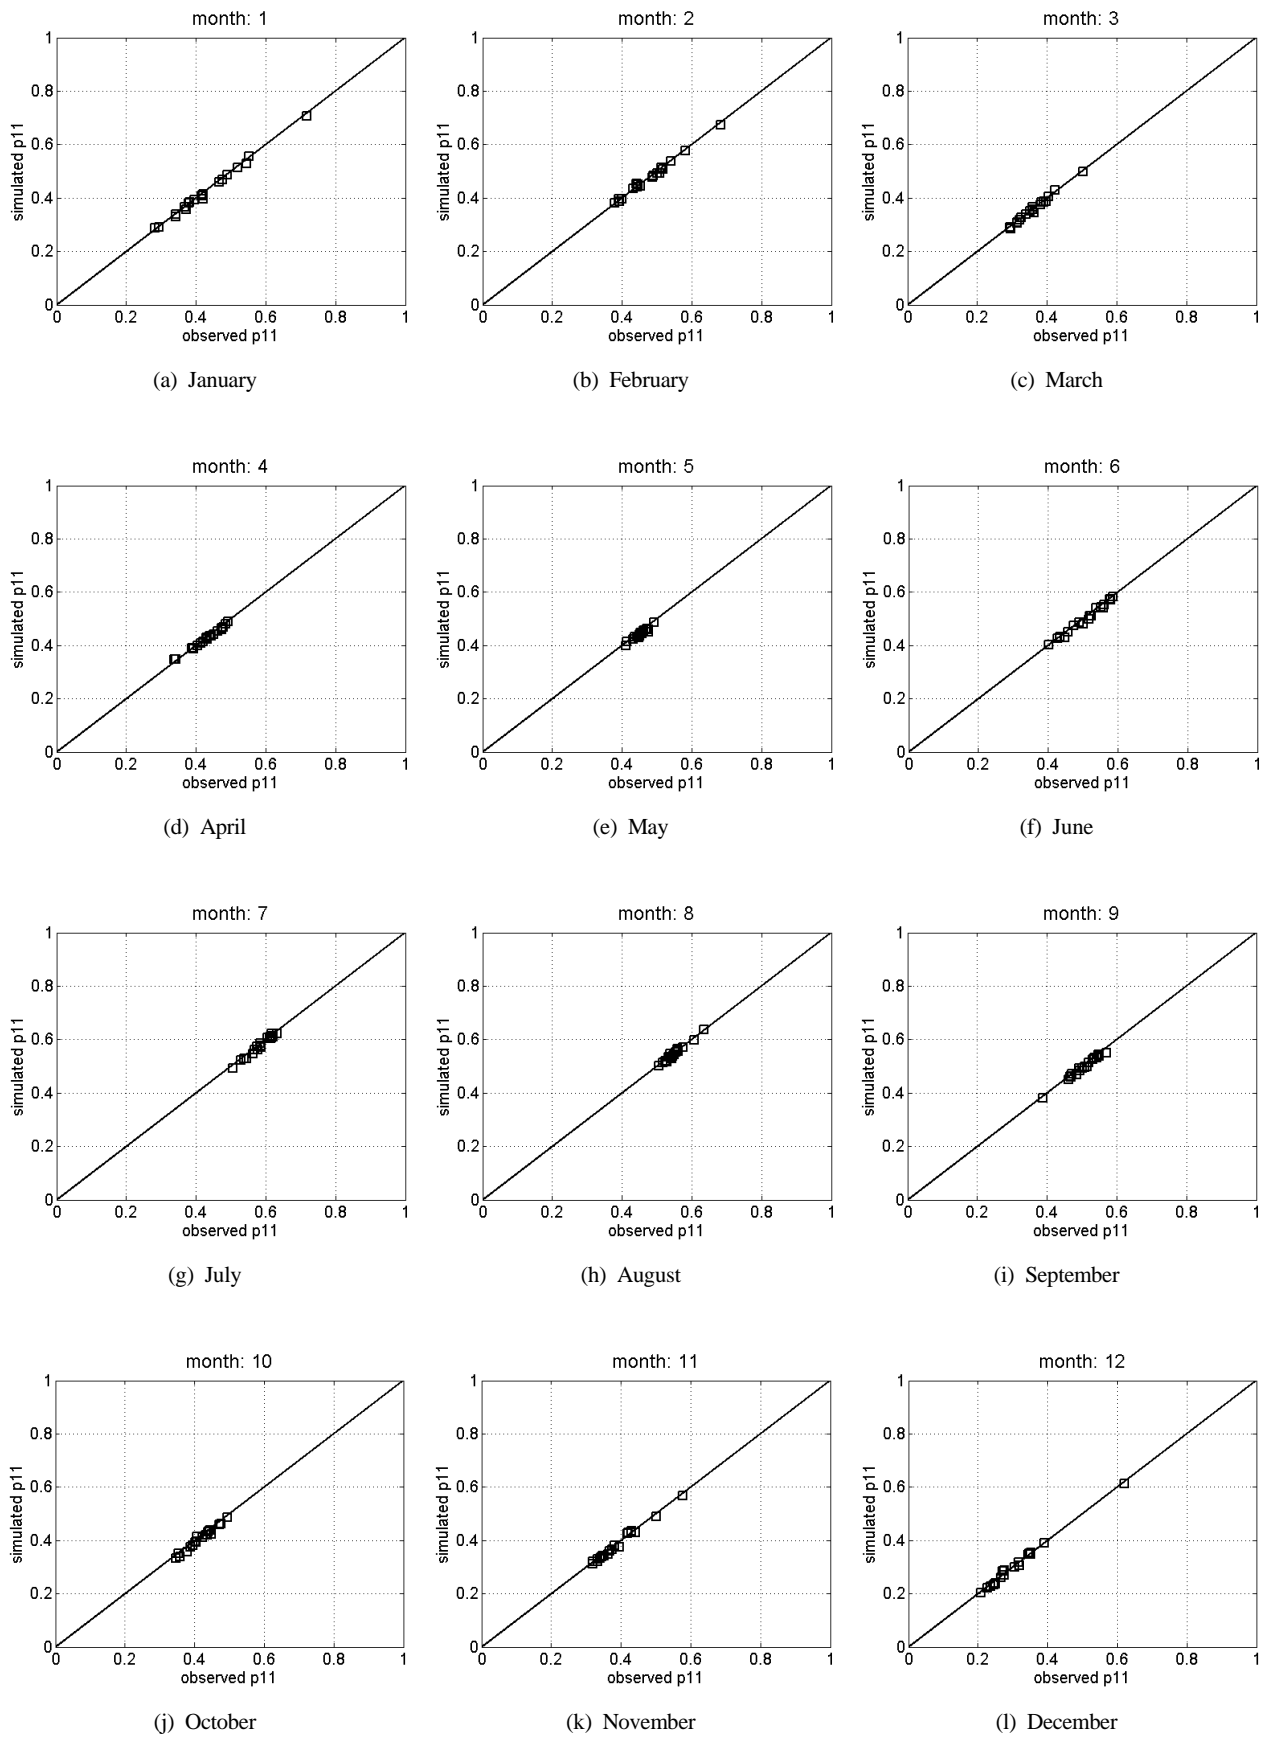 month: 1
month: 2
month: 3
1
0.8
0.6
0.4
0.2
0
simulated p11
0 0.2 0.4 0.6 0.8 1
observed p11
1
0.8
0.6
0.4
0.2
0
simulated p11
0 0.2 0.4 0.6 0.8 1
observed p11
1
0.8
0.6
0.4
0.2
0
simulated p11
0 0.2 0.4 0.6 0.8 1
observed p11
(a) January
(b) February
(c) March
month: 4
month: 5
month: 6
1
0.8
0.6
0.4
0.2
0
simulated p11
0 0.2 0.4 0.6 0.8 1
observed p11
1
0.8
0.6
0.4
0.2
0
simulated p11
0 0.2 0.4 0.6 0.8 1
observed p11
1
0.8
0.6
0.4
0.2
0
simulated p11
0 0.2 0.4 0.6 0.8 1
observed p11
(d) April
(e) May
(f) June
month: 7
month: 8
month: 9
1
0.8
0.6
0.4
0.2
0
simulated p11
0 0.2 0.4 0.6 0.8 1
observed p11
1
0.8
0.6
0.4
0.2
0
simulated p11
0 0.2 0.4 0.6 0.8 1
observed p11
1
0.8
0.6
0.4
0.2
0
simulated p11
0 0.2 0.4 0.6 0.8 1
observed p11
(g) July
(h) August
(i) September
month: 10
month: 11
month: 12
1
0.8
0.6
0.4
0.2
0
simulated p11
0 0.2 0.4 0.6 0.8 1
observed p11
1
0.8
0.6
0.4
0.2
0
simulated p11
0 0.2 0.4 0.6 0.8 1
observed p11
1
0.8
0.6
0.4
0.2
0
simulated p11
0 0.2 0.4 0.6 0.8 1
observed p11
(j) October
(k) November
(l) December